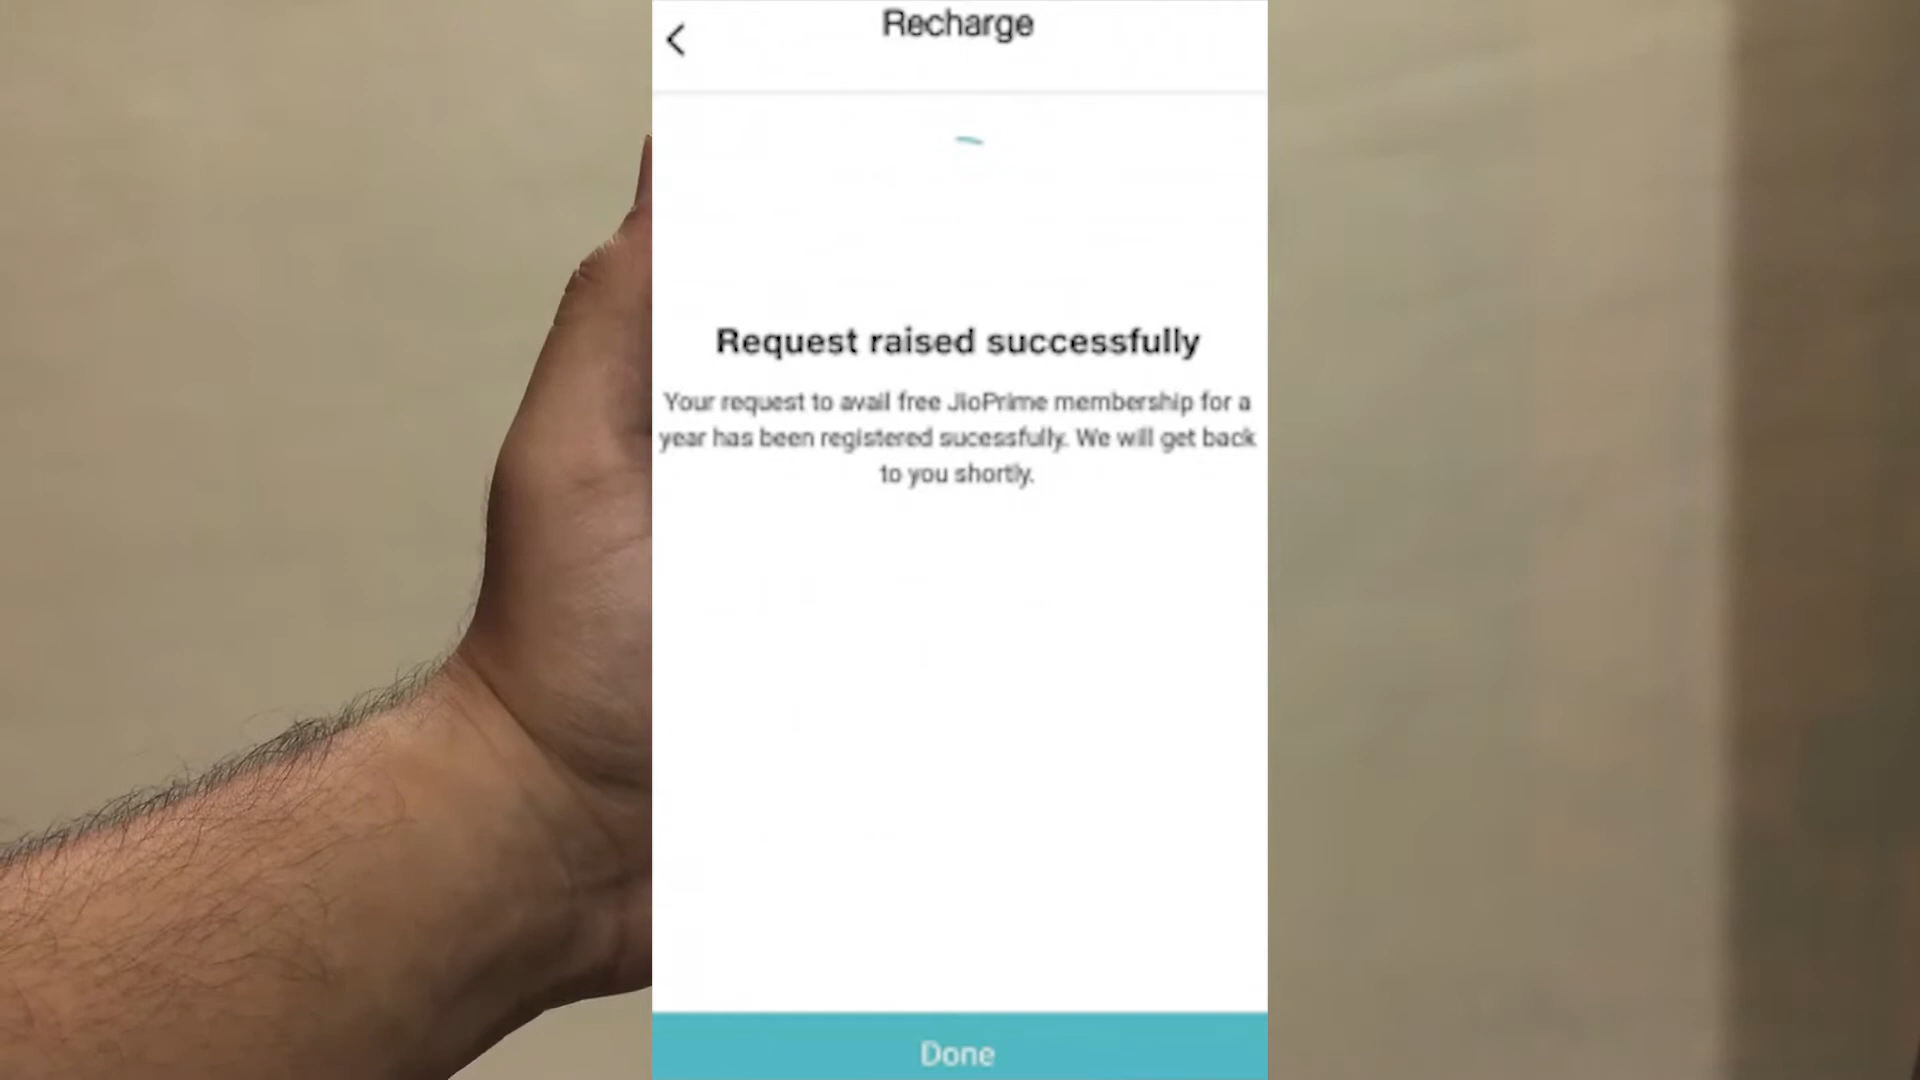 Recharge
Request raised successfully
Your request to avail free JioPrime membership for a
year has been registered sucessfully. We will get back
to you shortly.
Done